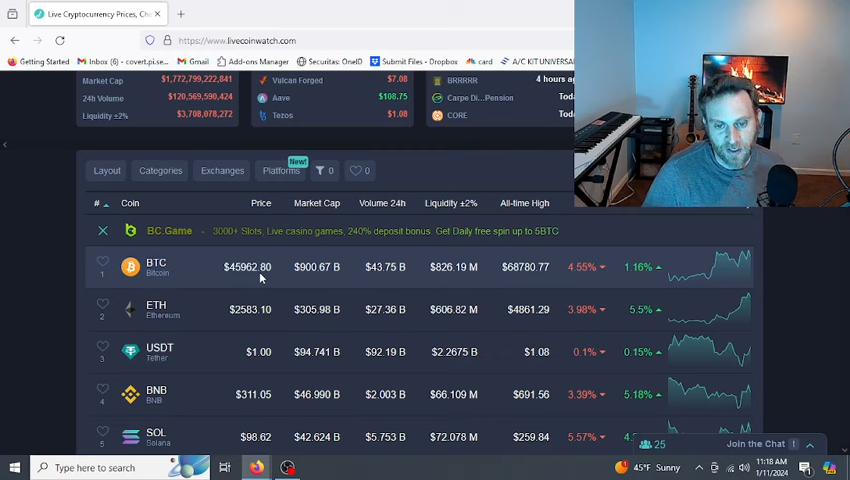 Live Cryptocurrency Prices, Cha
https://www.livecoinwatch.com
Getting Started Inbox (6) - covert.pi.se... Gmail Add-ons Manager Securitas: OneID Submit Files - Dropbox card A/C KIT UNIVERSA
Market Cap $1,772,799,222,841 Vulcan Forged $7.08 BRRRRR 4 hours ag
24h Volume $120,569,590,424 Aave $108.75 Carpe Di...Pension Toda
Liquidity ±2% $3,708,078,272 Tezos $1.08 CORE Toda
New!
Layout Categories Exchanges Platforms 0 0
# Coin Price Market Cap Volume 24h Liquidity ±2% All-time High
BC.Game - 3000+ Slots, Live casino games, 240% deposit bonus. Get Daily free spin up to 5BTC
1 BTC Bitcoin $45962.80 $900.67 B $43.75 B $826.19 M $68780.77 4.55% 1.16%
2 ETH Ethereum $2583.10 $305.98 B $27.36 B $606.82 M $4861.29 3.98% 5.5%
3 USDT Tether $1.00 $94.741 B $92.19 B $2.2675 B $1.08 0.1% 0.15%
4 BNB BNB $311.05 $46.990 B $2.003 B $66.109 M $691.56 3.39% 5.18%
5 SOL Solana $98.62 $42.624 B $5.753 B $72.078 M $259.84 5.57% 4.
25 Join the Chat !
Type here to search 45°F Sunny 11:18 AM
1/11/2024